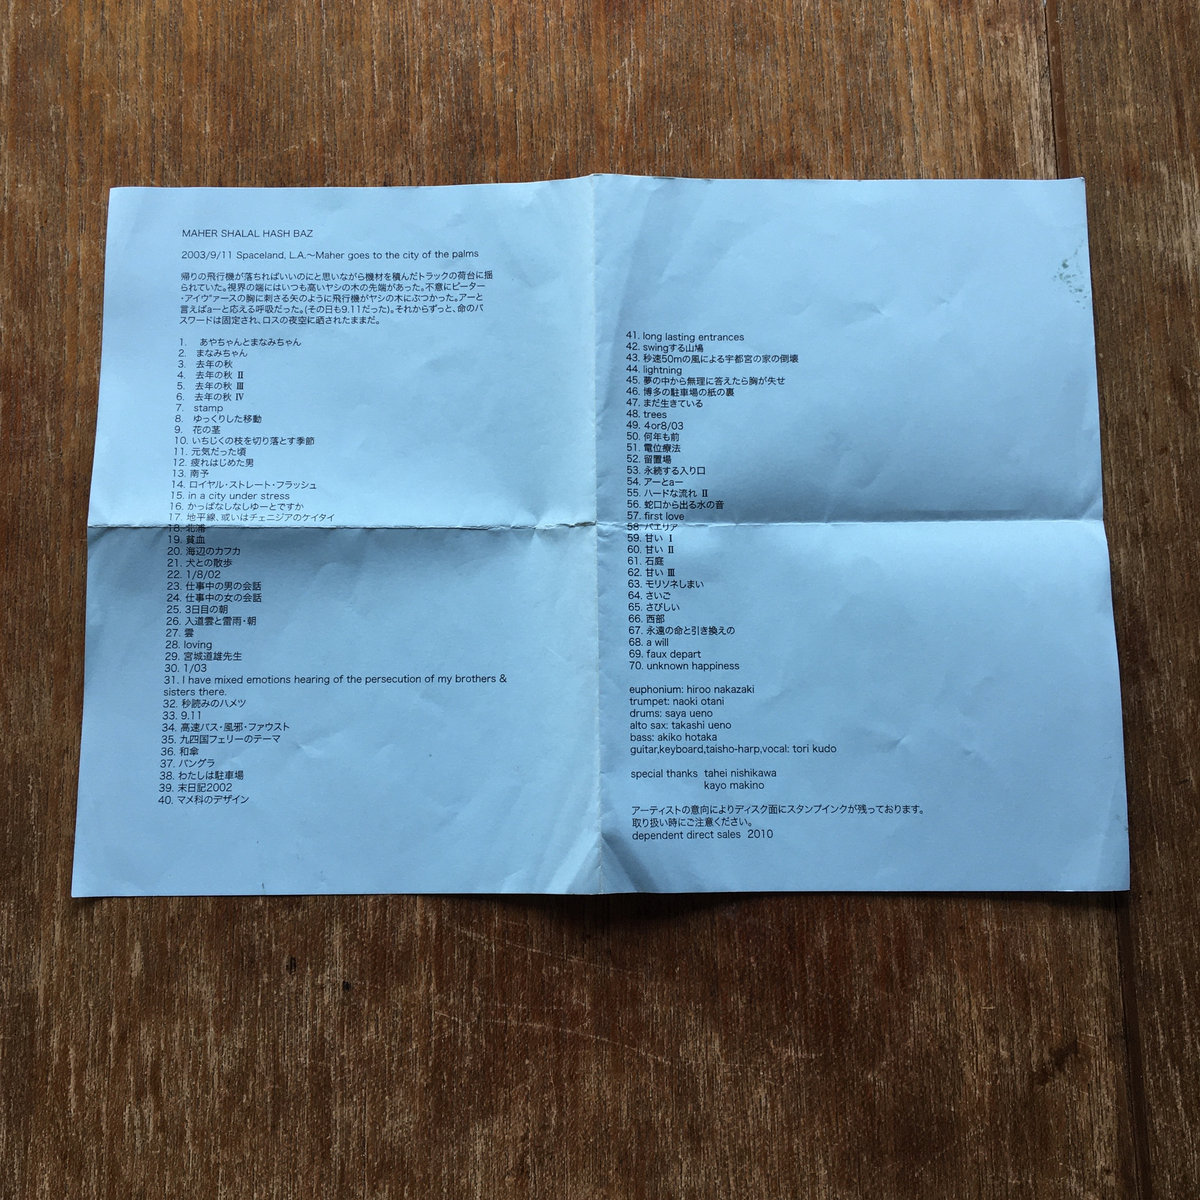 MAHER SHALAL HASH BAZ
2003/9/11 Spaceland, L.A.〜Maher goes to the city of the palms
帰りの飛行機が落ちればいいのにと思いながら機材を積んだトラックの荷台に揺
られていた。視界の端にはいつも高いヤシの木の先端があった。不意にピーター
・アイヴァースの胸に刺さる矢のように飛行機がヤシの木にぶつかった。アーと
言えばaーと応える呼吸だった。(その日も9.11だった)。それからずっと、命のパ
スワードは固定され、ロスの夜空に晒されたままだ。
1. あやちゃんとまなみちゃん
2. まなみちゃん
3. 去年の秋
4. 去年の秋 Ⅱ
5. 去年の秋 Ⅲ
6. 去年の秋 Ⅳ
7. stamp
8. ゆっくりした移動
9. 花の茎
10. いちじくの枝を切り落とす季節
11. 元気だった頃
12. 疲れはじめた男
13. 南予
14. ロイヤル・ストレート・フラッシュ
15. in a city under stress
16. かっぱなしなしゆーとですか
17. 地平線、或いはチェニジアのケイタイ
18. 北浦
19. 貧血
20. 海辺のカフカ
21. 犬との散歩
22. 1/8/02
23. 仕事中の男の会話
24. 仕事中の女の会話
25. 3日目の朝
26. 入道雲と雷雨・朝
27. 雲
28. loving
29. 宮城道雄先生
30. 1/03
31. I have mixed emotions hearing of the persecution of my brothers &
sisters there.
32. 秒読みのハメツ
33. 9.11
34. 高速バス・風邪・ファウスト
35. 九四国フェリーのテーマ
36. 和傘
37. バングラ
38. わたしは駐車場
39. 末日記2002
40. マメ科のデザイン
41. long lasting entrances
42. swingする山鳩
43. 秒速50mの風による宇都宮の家の倒壊
44. lightning
45. 夢の中から無理に答えたら胸が失せ
46. 博多の駐車場の紙の裏
47. まだ生きている
48. trees
49. 4or8/03
50. 何年も前
51. 電位療法
52. 留置場
53. 永続する入り口
54. アーとaー
55. ハードな流れ Ⅱ
56. 蛇口から出る水の音
57. first love
58. パエリア
59. 甘い Ⅰ
60. 甘い Ⅱ
61. 石庭
62. 甘い Ⅲ
63. モリソネしまい
64. さいご
65. さびしい
66. 西部
67. 永遠の命と引き換えの
68. a will
69. faux depart
70. unknown happiness
euphonium: hiroo nakazaki
trumpet: naoki otani
drums: saya ueno
alto sax: takashi ueno
bass: akiko hotaka
guitar,keyboard,taisho-harp,vocal: tori kudo
special thanks tahei nishikawa
kayo makino
アーティストの意向によりディスク面にスタンプインクが残っております。
取り扱い時にご注意ください。
dependent direct sales 2010